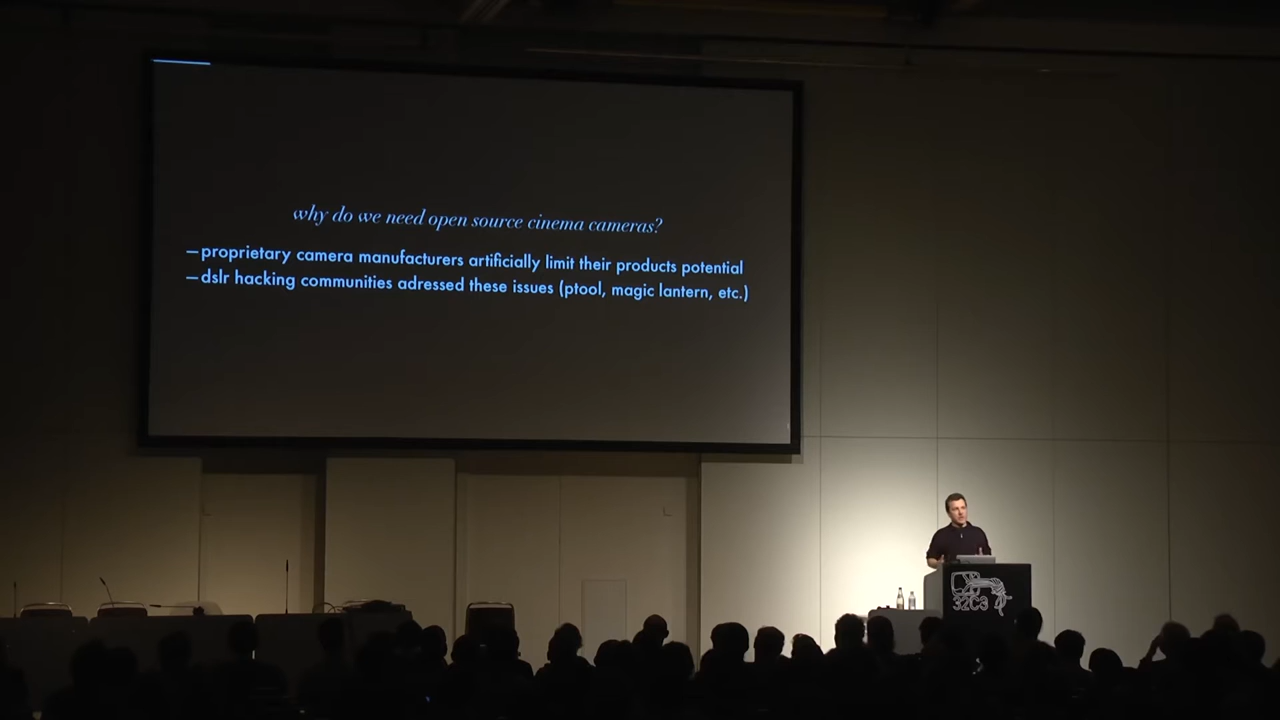 why do we need open source cinema cameras?
—proprietary camera manufacturers artificially limit their products potential
—dslr hacking communities adressed these issues (ptool, magic lantern, etc.)
32C3